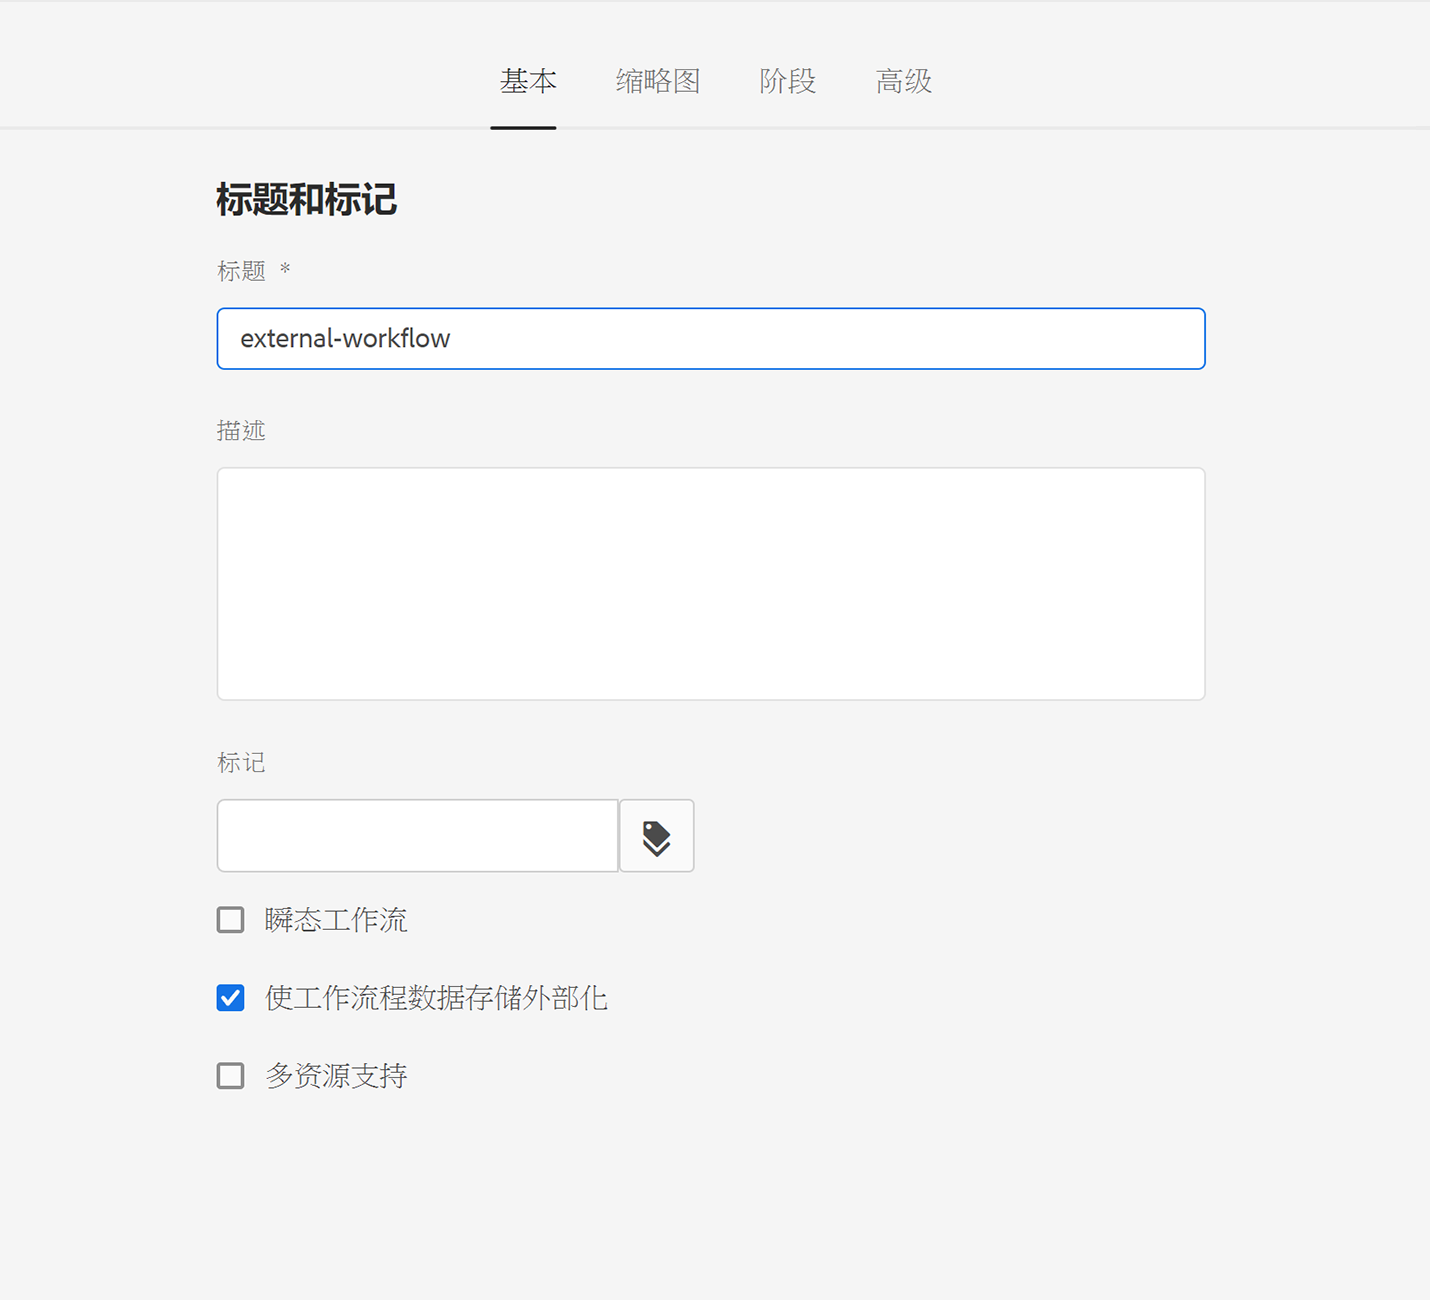 基本 缩略图 阶段 高级
标题和标记
标题 *
external-workflow
描述
标记
瞬态工作流
使工作流程数据存储外部化
多资源支持